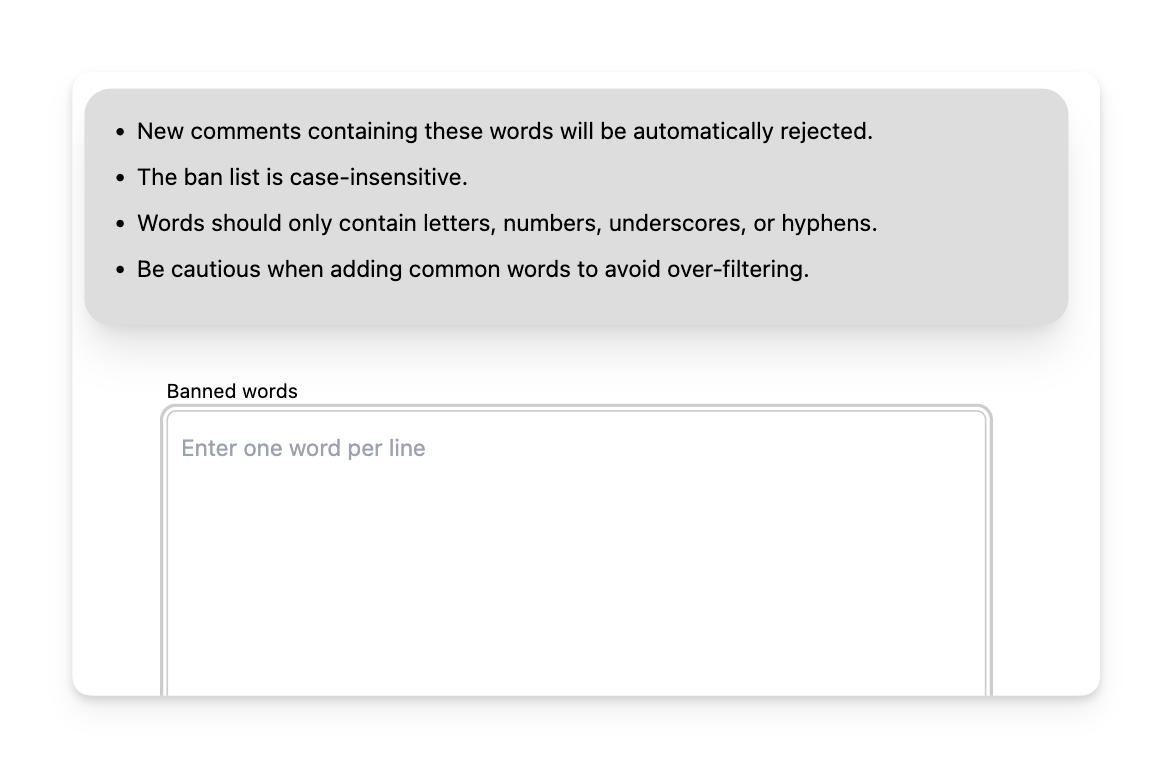 • New comments containing these words will be automatically rejected.
• The ban list is case-insensitive.
• Words should only contain letters, numbers, underscores, or hyphens.
• Be cautious when adding common words to avoid over-filtering.
Banned words
Enter one word per line